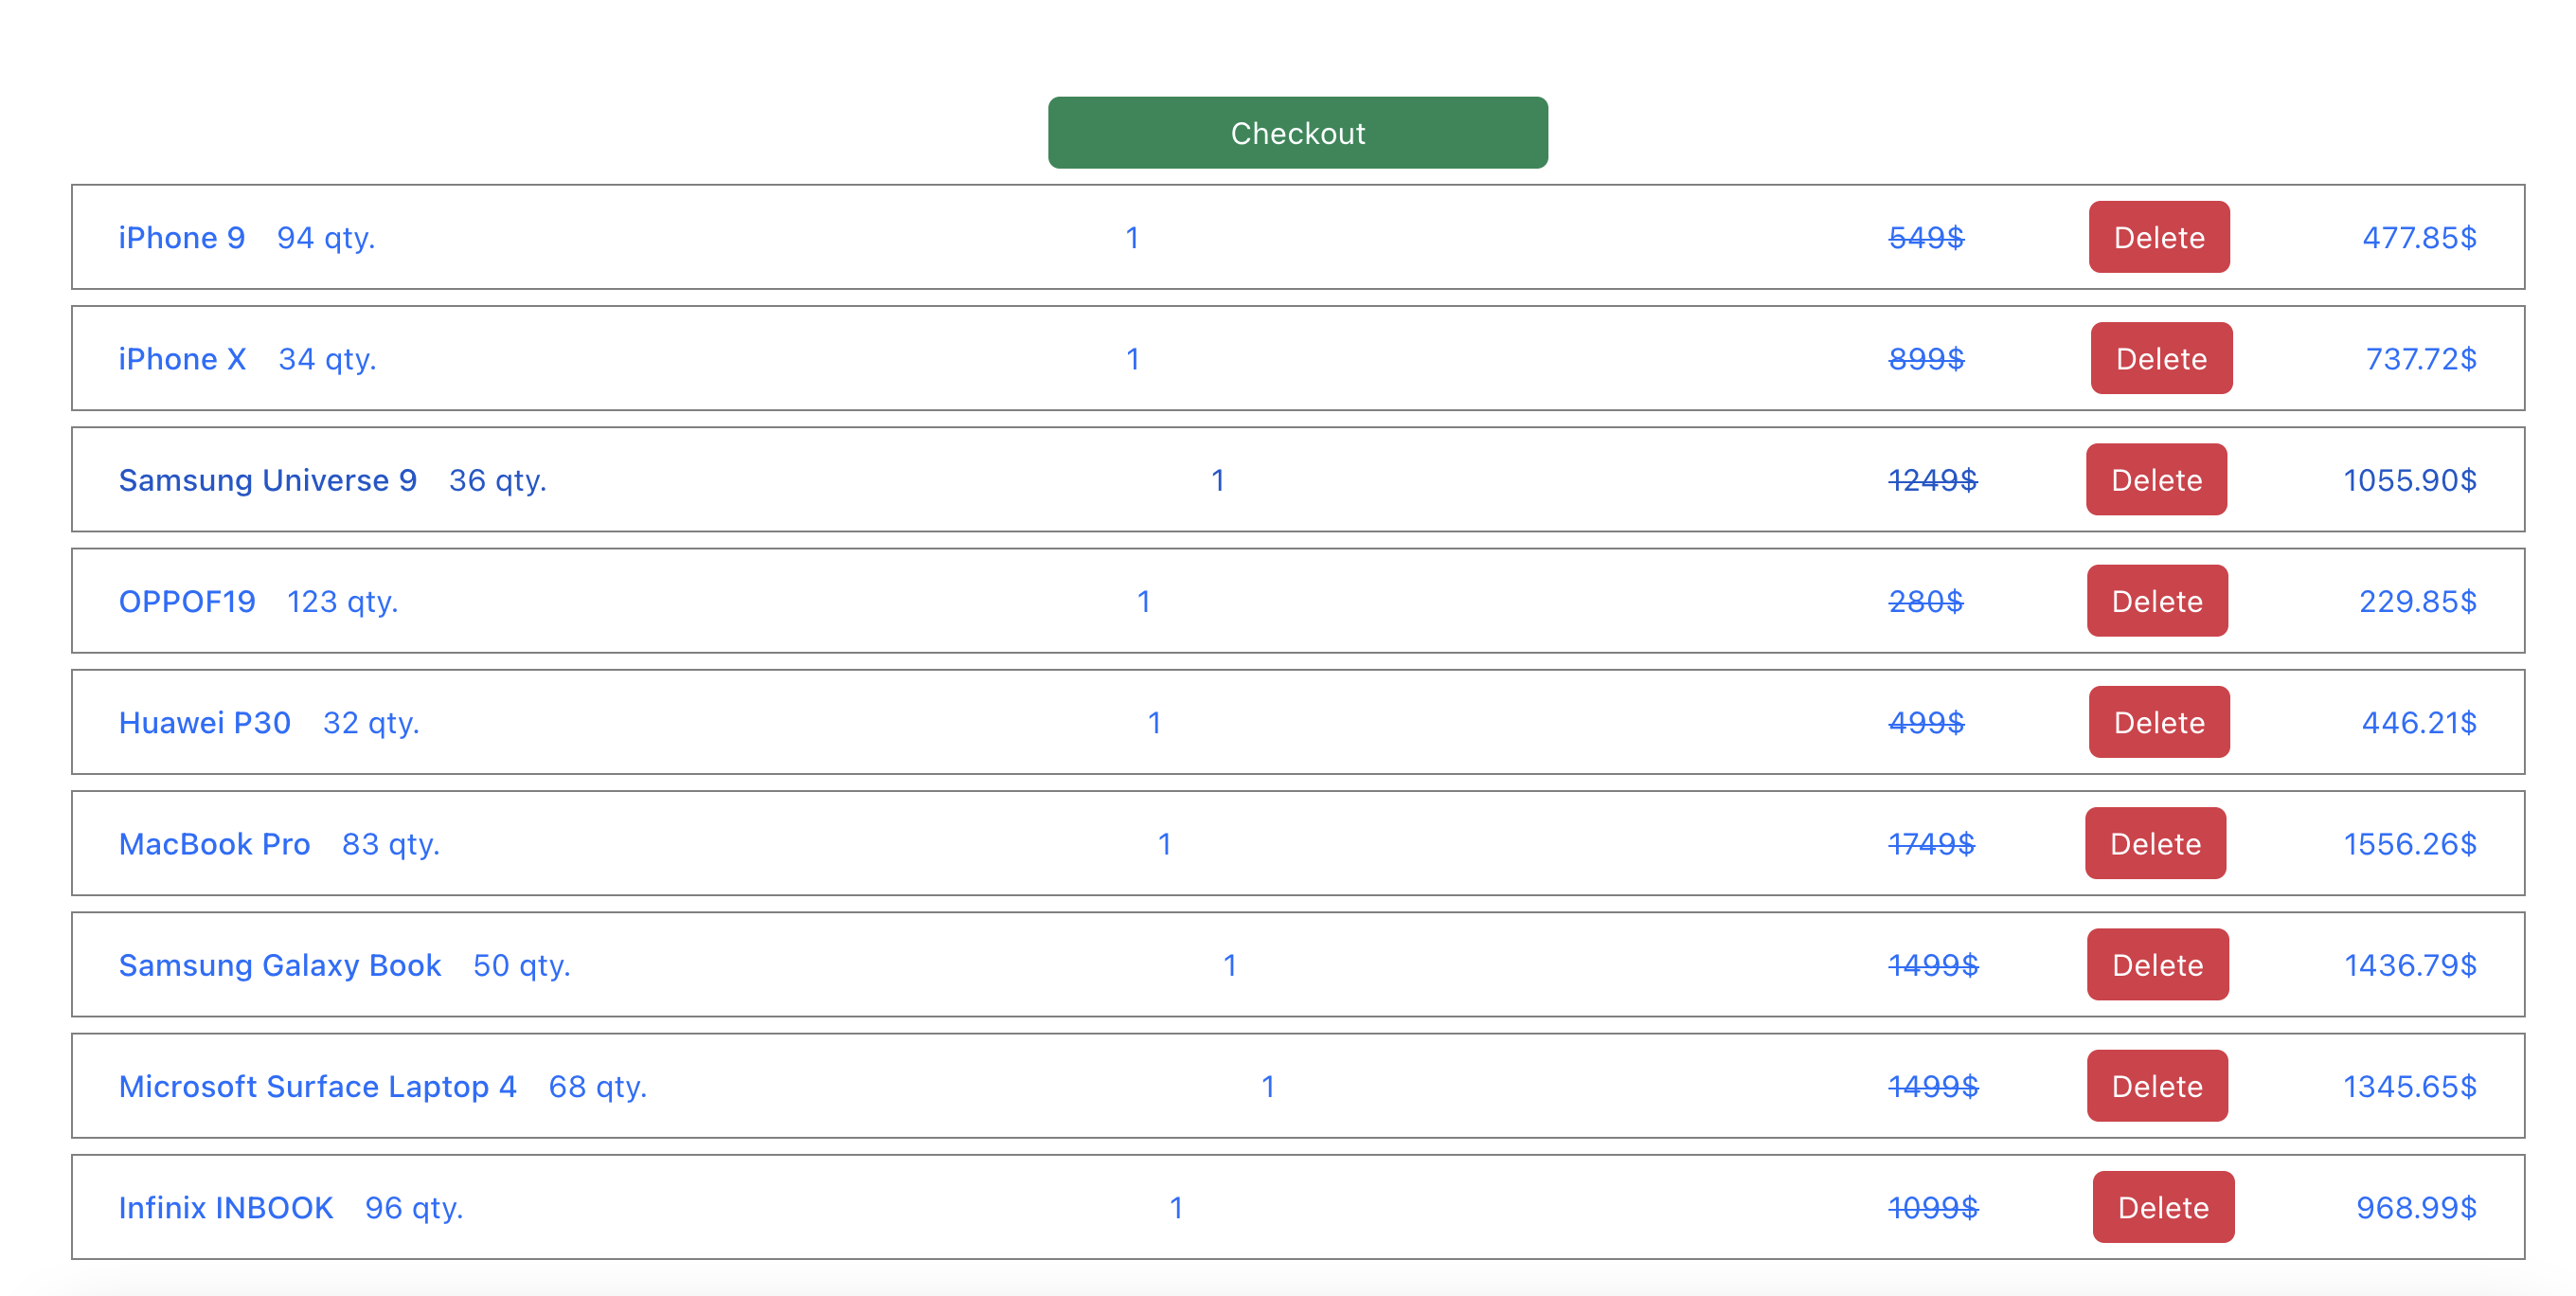 Checkout
iPhone 9 94 qty. 1 549$ Delete 477.85$
iPhone X 34 qty. 1 899$ Delete 737.72$
Samsung Universe 9 36 qty. 1 1249$ Delete 1055.90$
OPPOF19 123 qty. 1 280$ Delete 229.85$
Huawei P30 32 qty. 1 499$ Delete 446.21$
MacBook Pro 83 qty. 1 1749$ Delete 1556.26$
Samsung Galaxy Book 50 qty. 1 1499$ Delete 1436.79$
Microsoft Surface Laptop 4 68 qty. 1 1499$ Delete 1345.65$
Infinix INBOOK 96 qty. 1 1099$ Delete 968.99$